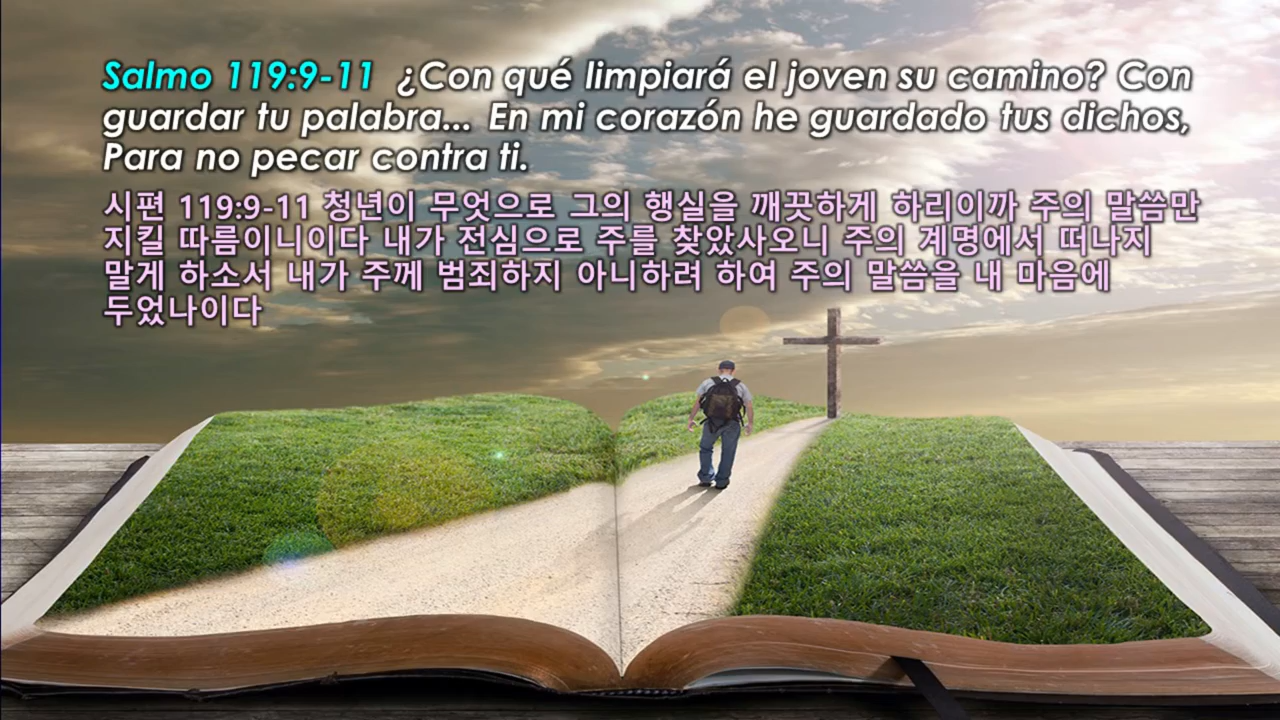 Salmo 119:9-11 ¿Con qué limpiará el joven su camino? Con
guardar tu palabra... En mi corazón he guardado tus dichos,
Para no pecar contra ti.
시편 119:9-11 청년이 무엇으로 그의 행실을 깨끗하게 하리이까 주의 말씀만
지킬 따름이니이다 내가 전심으로 주를 찾았사오니 주의 계명에서 떠나지
말게 하소서 내가 주께 범죄하지 아니하려 하여 주의 말씀을 내 마음에
두었나이다